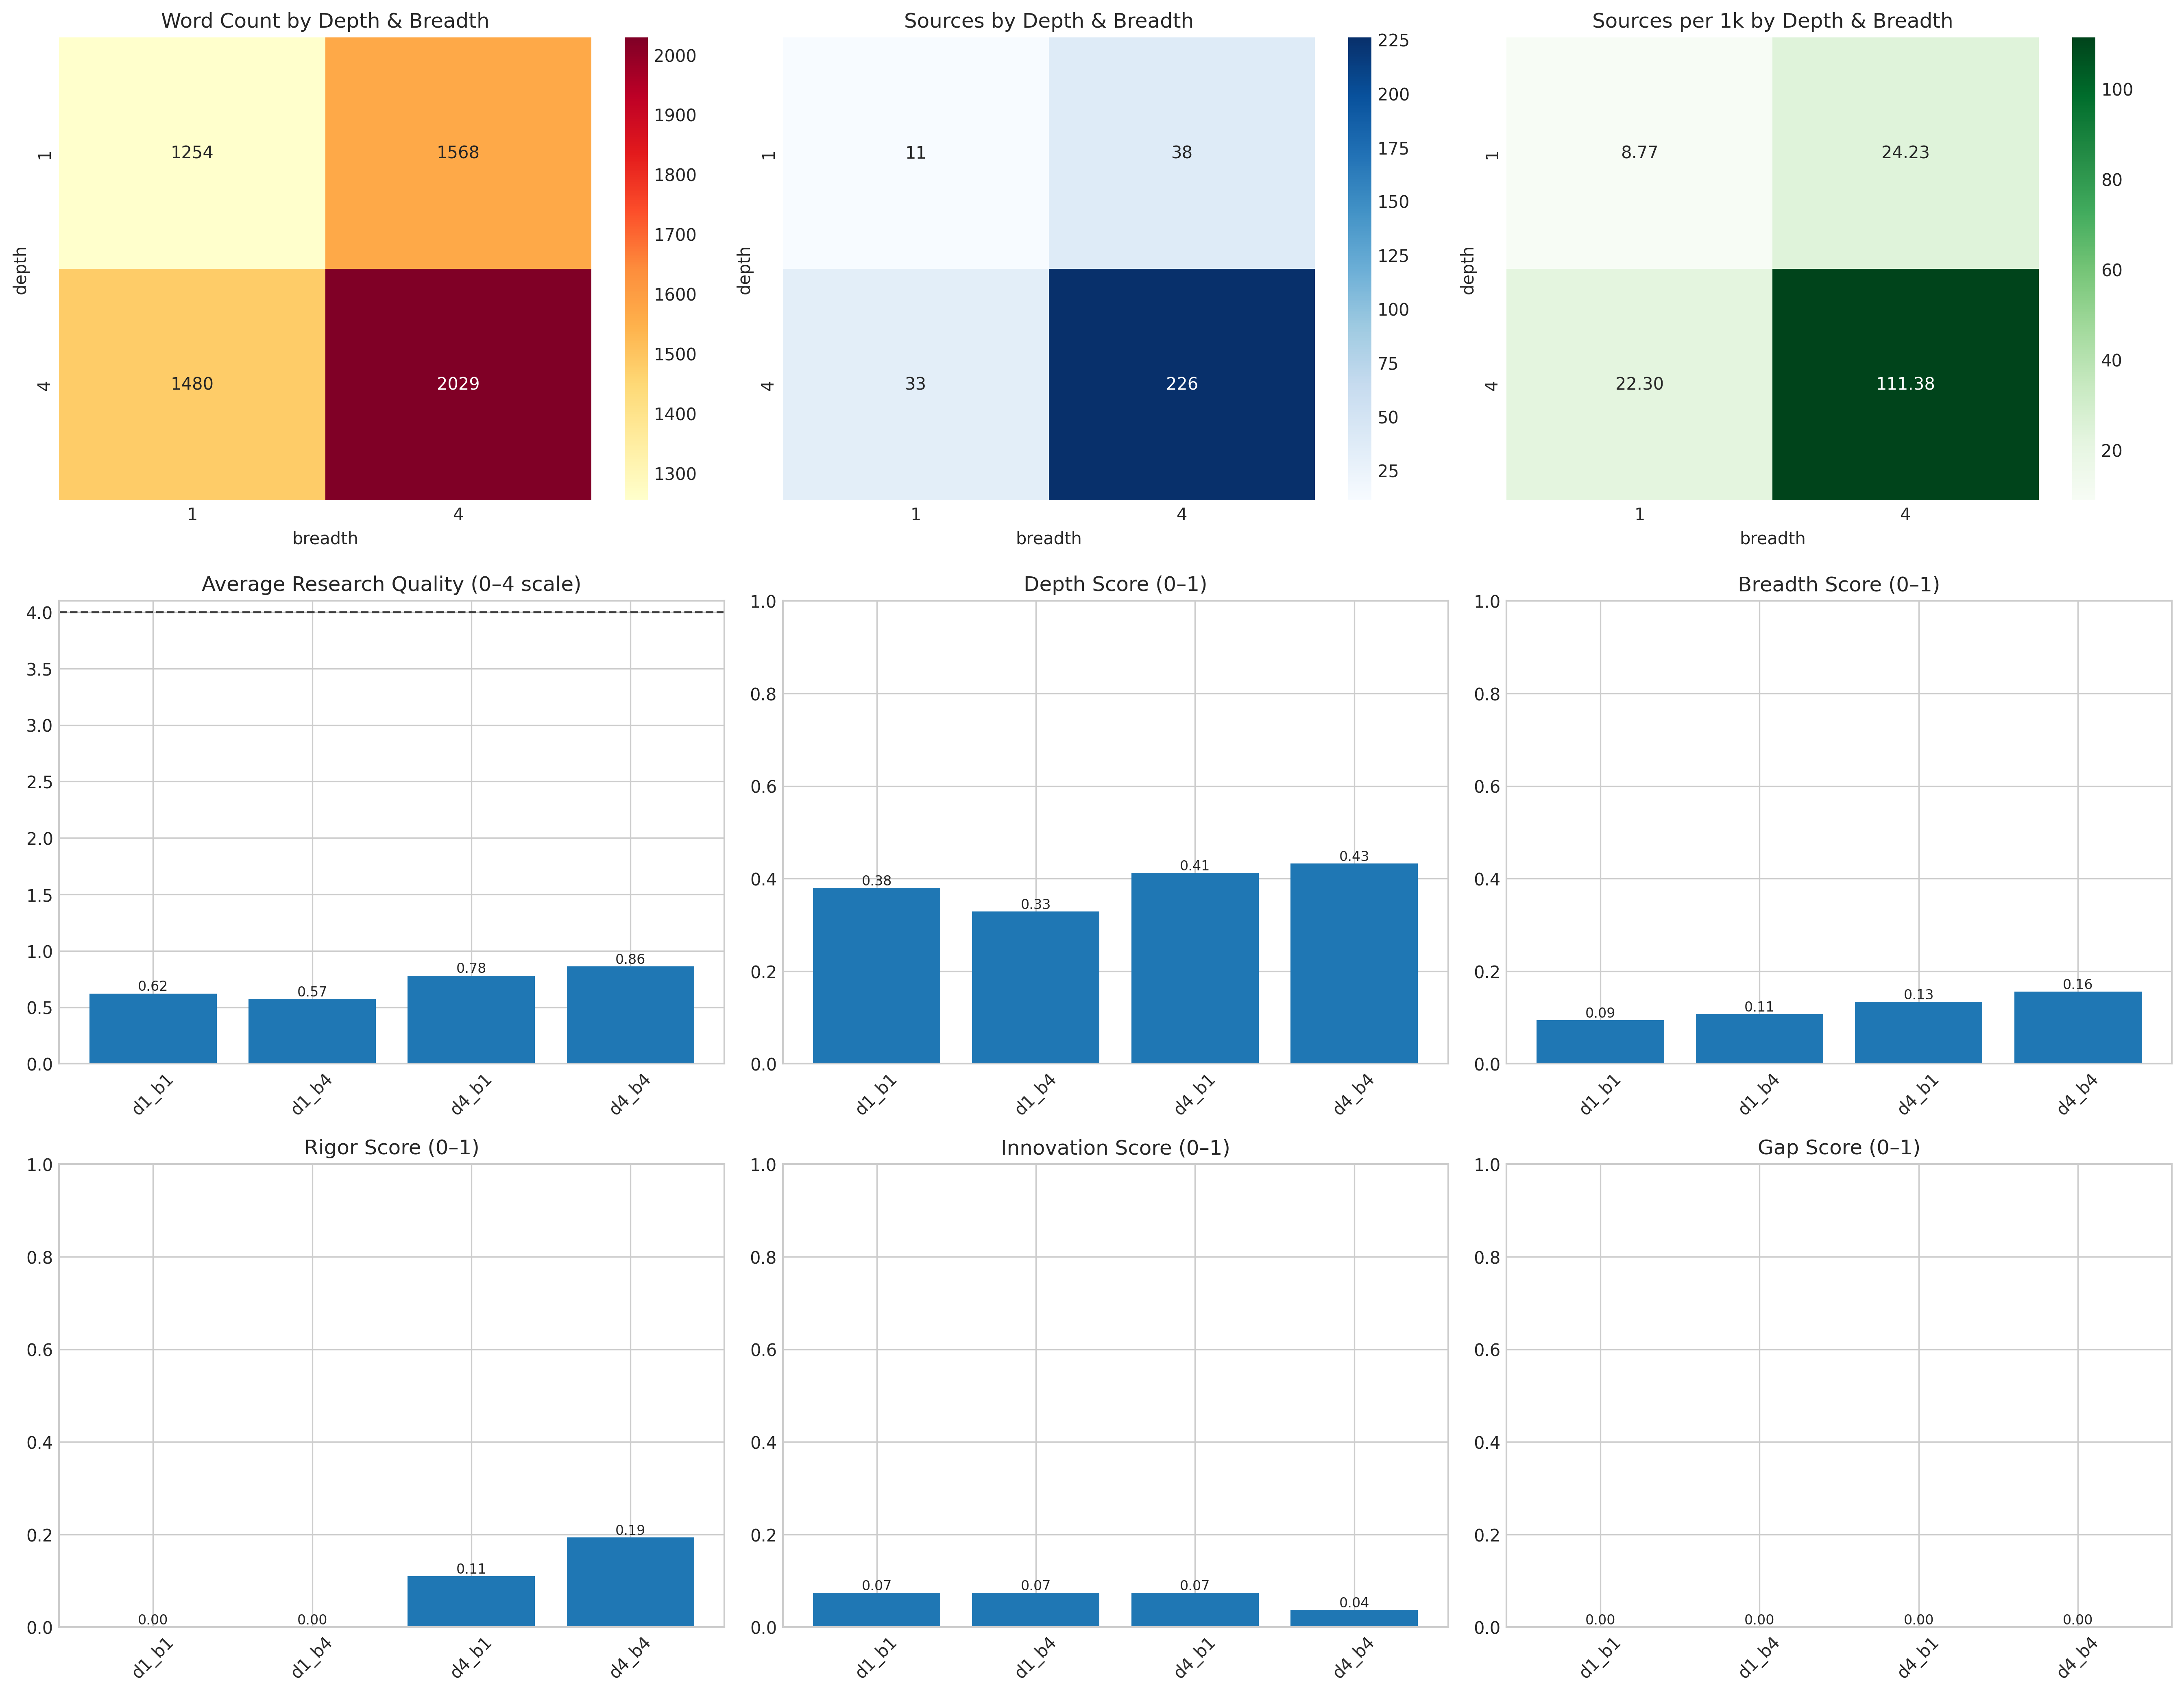 Word Count by Depth & Breadth
1254
1568
1480
2029
1
4
depth
1
4
breadth
2000
1900
1800
1700
1600
1500
1400
1300
Sources by Depth & Breadth
11
38
33
226
1
4
depth
1
4
breadth
225
200
175
150
125
100
75
50
25
Sources per 1k by Depth & Breadth
8.77
24.23
22.30
111.38
1
4
depth
1
4
breadth
100
80
60
40
20
Average Research Quality (0–4 scale)
4.0
3.5
3.0
2.5
2.0
1.5
1.0
0.5
0.0
0.62
0.57
0.78
0.86
d1_b1
d1_b4
d4_b1
d4_b4
Depth Score (0–1)
1.0
0.8
0.6
0.4
0.2
0.0
0.38
0.33
0.41
0.43
d1_b1
d1_b4
d4_b1
d4_b4
Breadth Score (0–1)
1.0
0.8
0.6
0.4
0.2
0.0
0.09
0.11
0.13
0.16
d1_b1
d1_b4
d4_b1
d4_b4
Rigor Score (0–1)
1.0
0.8
0.6
0.4
0.2
0.0
0.00
0.00
0.11
0.19
d1_b1
d1_b4
d4_b1
d4_b4
Innovation Score (0–1)
1.0
0.8
0.6
0.4
0.2
0.0
0.07
0.07
0.07
0.04
d1_b1
d1_b4
d4_b1
d4_b4
Gap Score (0–1)
1.0
0.8
0.6
0.4
0.2
0.0
0.00
0.00
0.00
0.00
d1_b1
d1_b4
d4_b1
d4_b4